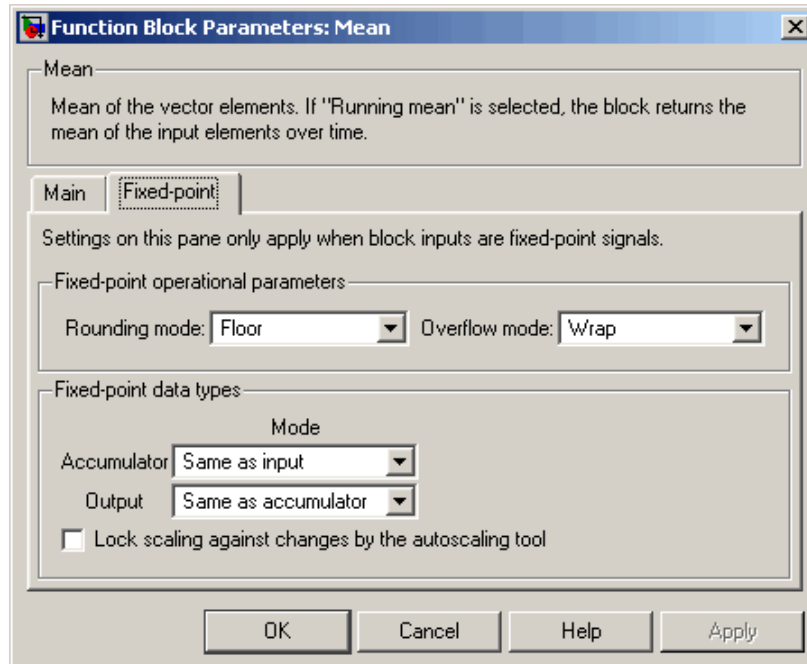 Function Block Parameters: Mean
Mean
Mean of the vector elements. If "Running mean" is selected, the block returns the
mean of the input elements over time.
Main Fixed-point
Settings on this pane only apply when block inputs are fixed-point signals.
Fixed-point operational parameters
Rounding mode: Floor Overflow mode: Wrap
Fixed-point data types
Mode
Accumulator Same as input
Output Same as accumulator
Lock scaling against changes by the autoscaling tool
OK Cancel Help Apply